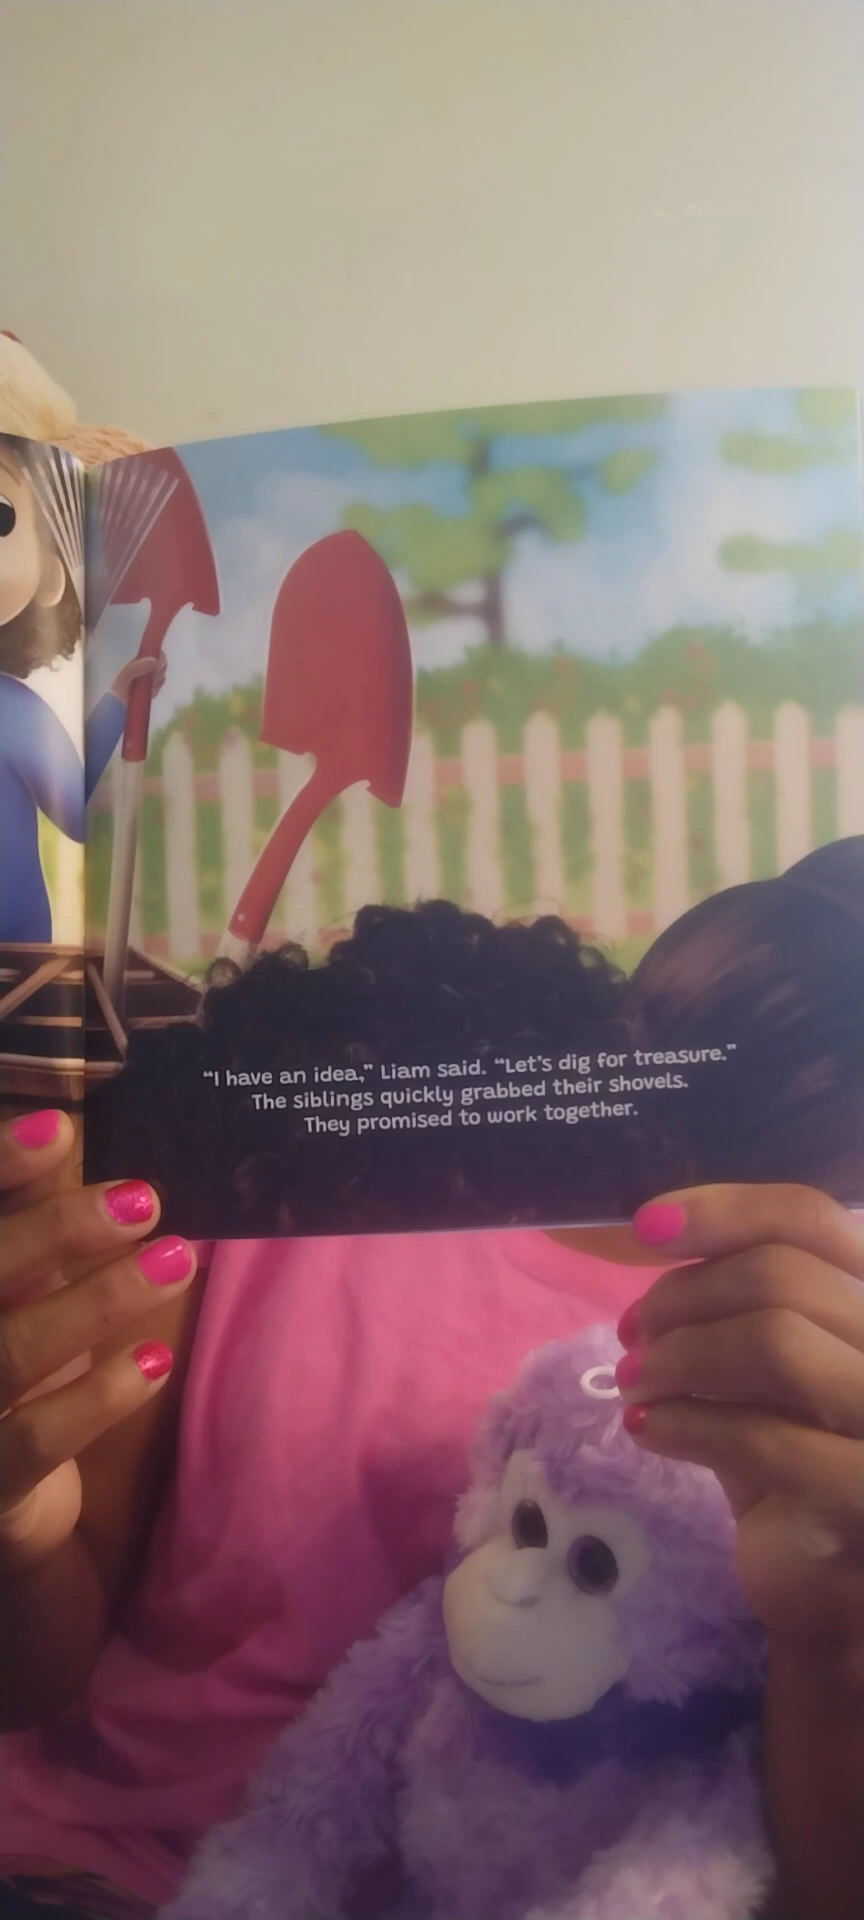 “I have an idea,” Liam said. “Let’s dig for treasure.”
The siblings quickly grabbed their shovels.
They promised to work together.